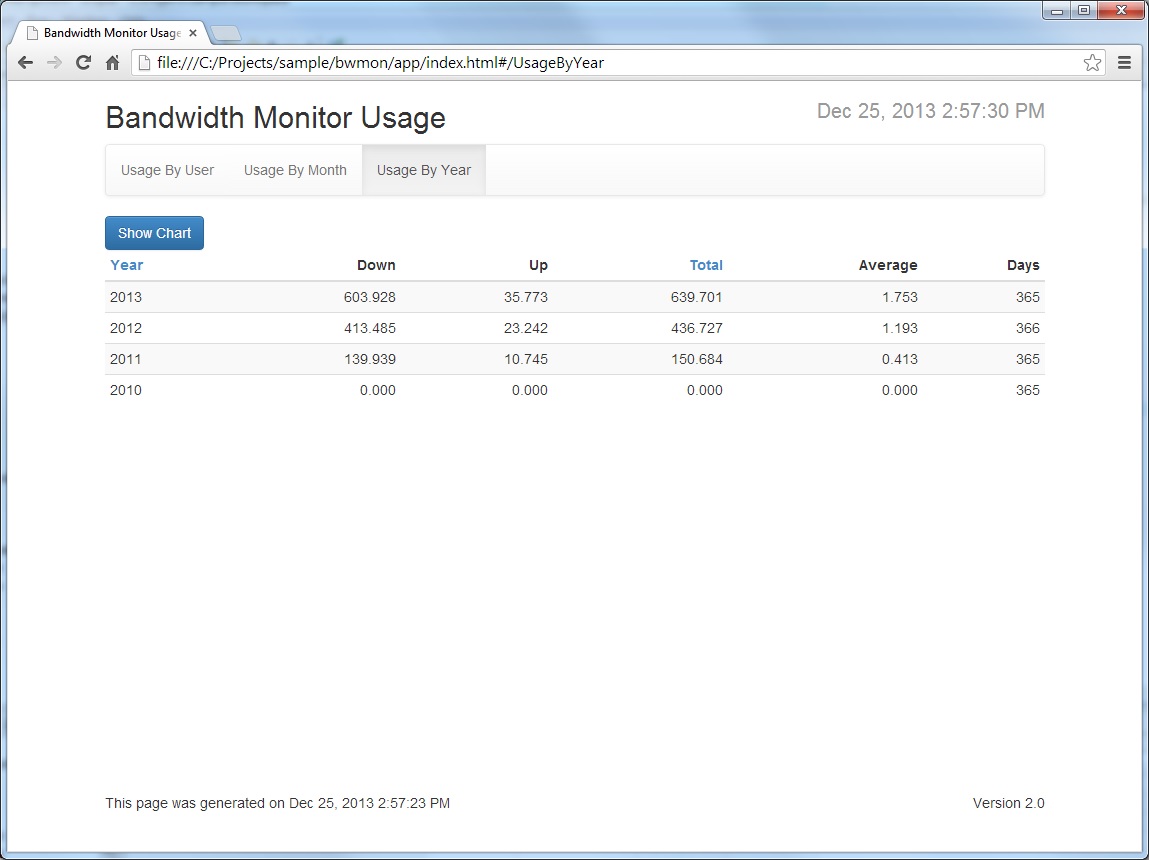 Bandwidth Monitor Usage
file:///C:/Projects/sample/bwmon/app/index.html#/UsageByYear
Bandwidth Monitor Usage Dec 25, 2013 2:57:30 PM
Usage By User Usage By Month Usage By Year
Show Chart
Year Down Up Total Average Days
2013 603.928 35.773 639.701 1.753 365
2012 413.485 23.242 436.727 1.193 366
2011 139.939 10.745 150.684 0.413 365
2010 0.000 0.000 0.000 0.000 365
This page was generated on Dec 25, 2013 2:57:23 PM Version 2.0